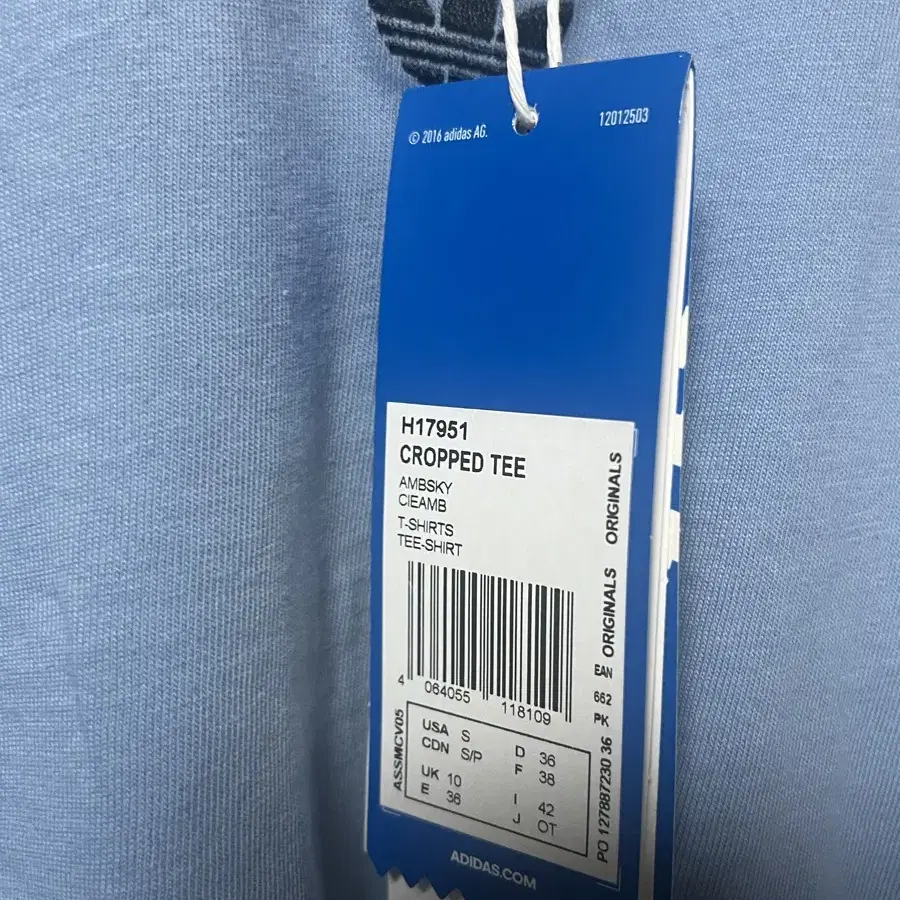 © 2016 adidas AG.
12012503
H17951
CROPPED TEE
AMBSKY
CIEAMB
T-SHIRTS
TEE-SHIRT
ORIGINALS ORIGINALS
4 064055 118109
EAN
662
PK
ASSMCV05
USA S D 36
CDN S/P F 38
UK 10 I 42
E 36 J OT
PO 127887230 36
ADIDAS.COM